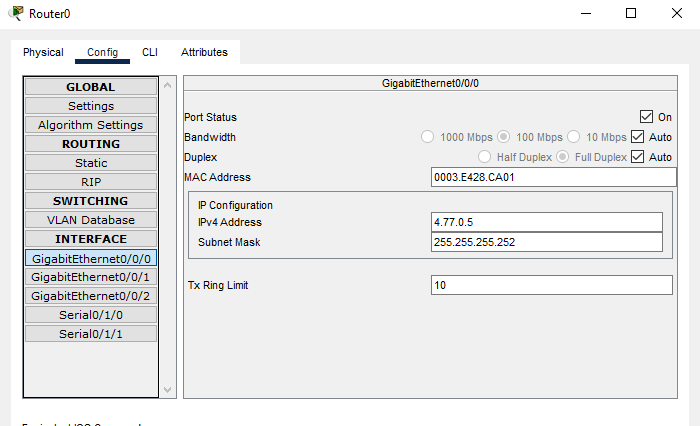 Router0
Physical Config CLI Attributes
GLOBAL
Settings
Algorithm Settings
ROUTING
Static
RIP
SWITCHING
VLAN Database
INTERFACE
GigabitEthernet0/0/0
GigabitEthernet0/0/1
GigabitEthernet0/0/2
Serial0/1/0
Serial0/1/1
GigabitEthernet0/0/0
Port Status On
Bandwidth 1000 Mbps 100 Mbps 10 Mbps Auto
Duplex Half Duplex Full Duplex Auto
MAC Address 0003.E428.CA01
IP Configuration
IPv4 Address 4.77.0.5
Subnet Mask 255.255.255.252
Tx Ring Limit 10